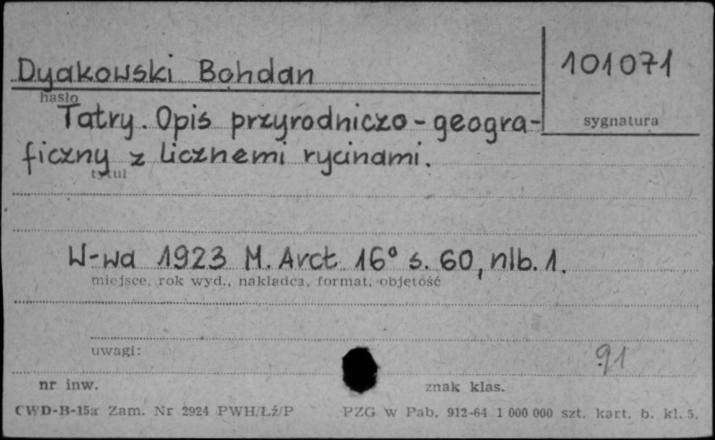 Dyakowski Bohdan
101071
hasło
sygnatura
Tatry. Opis przyrodniczo-geogra-
ficzny z licznemi rycinami.
tytuł
W-wa 1923 M. Arct 16° s. 60, nlb. 1.
miejsce, rok wyd., nakładca, format, objętość
uwagi:
91
nr inw.
znak klas.
CWD-B-15a Zam. Nr 2924 PWH/Łź/P PZG w Pab. 912-64 1 000 000 szt. kart. b. kl. 5.